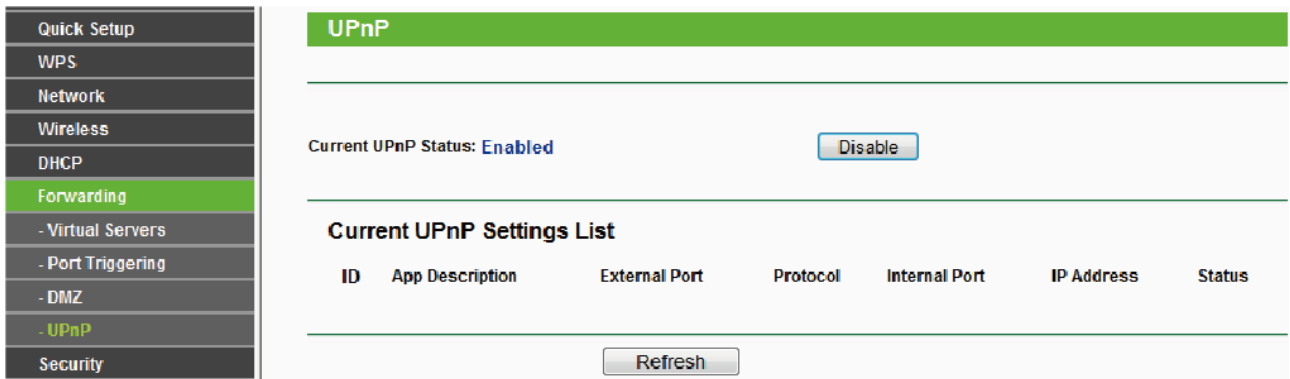 Quick Setup
WPS
Network
Wireless
DHCP
Forwarding
- Virtual Servers
- Port Triggering
- DMZ
- UPnP
Security
UPnP
Current UPnP Status: Enabled Disable
Current UPnP Settings List
ID App Description External Port Protocol Internal Port IP Address Status
Refresh